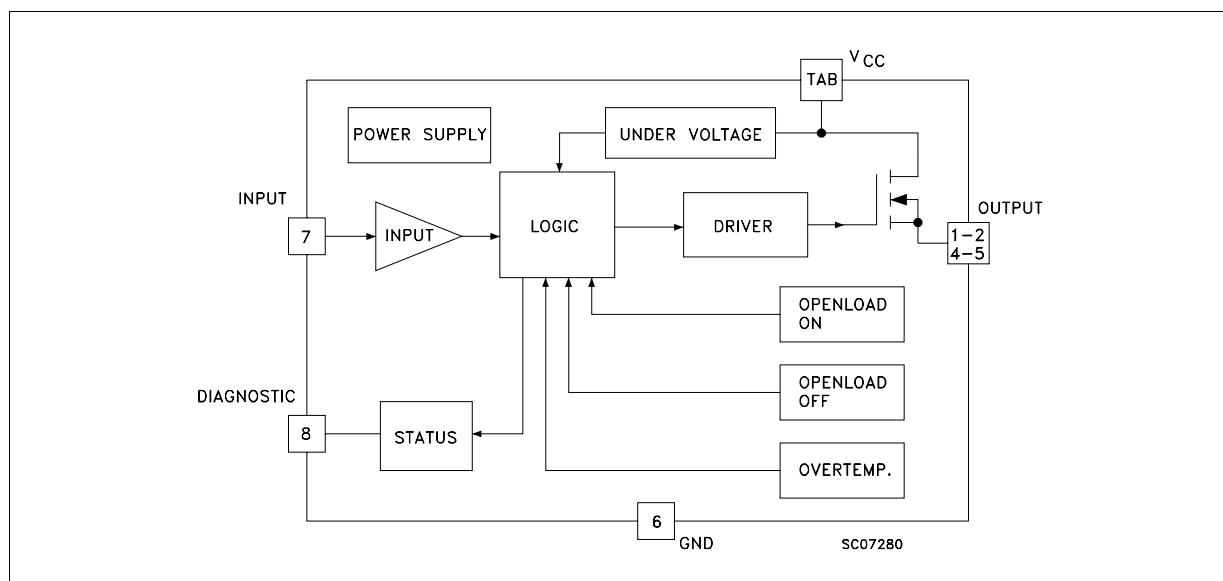 VCC
TAB
POWER SUPPLY
UNDER VOLTAGE
INPUT
7
INPUT
LOGIC
DRIVER
OUTPUT
1-2
4-5
OPENLOAD
ON
DIAGNOSTIC
OPENLOAD
OFF
8
STATUS
OVERTEMP.
6
GND
SC07280